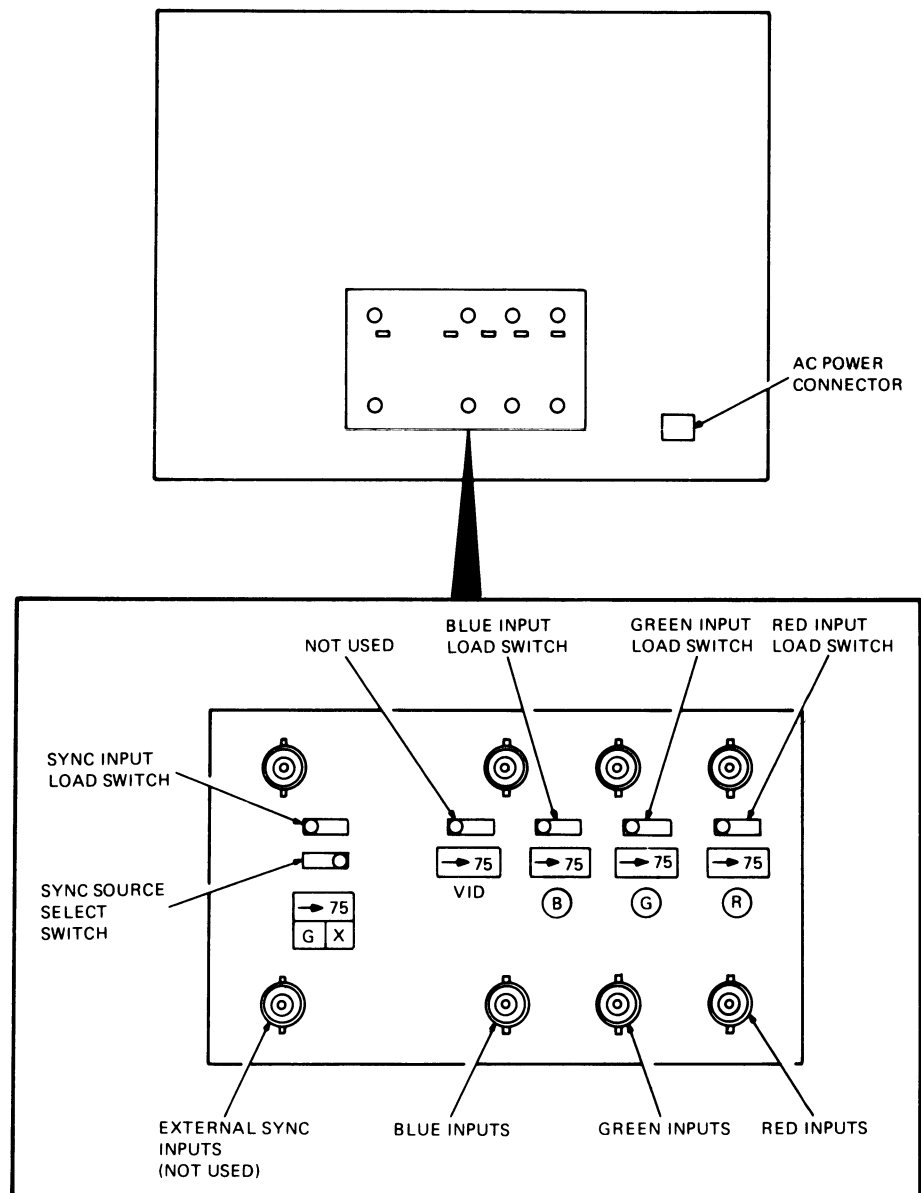 AC POWER
CONNECTOR
NOT USED
BLUE INPUT
LOAD SWITCH
GREEN INPUT
LOAD SWITCH
RED INPUT
LOAD SWITCH
SYNC INPUT
LOAD SWITCH
SYNC SOURCE
SELECT
SWITCH
→ 75
VID
→ 75
B
→ 75
G
→ 75
R
→ 75
G X
EXTERNAL SYNC
INPUTS
(NOT USED)
BLUE INPUTS
GREEN INPUTS
RED INPUTS